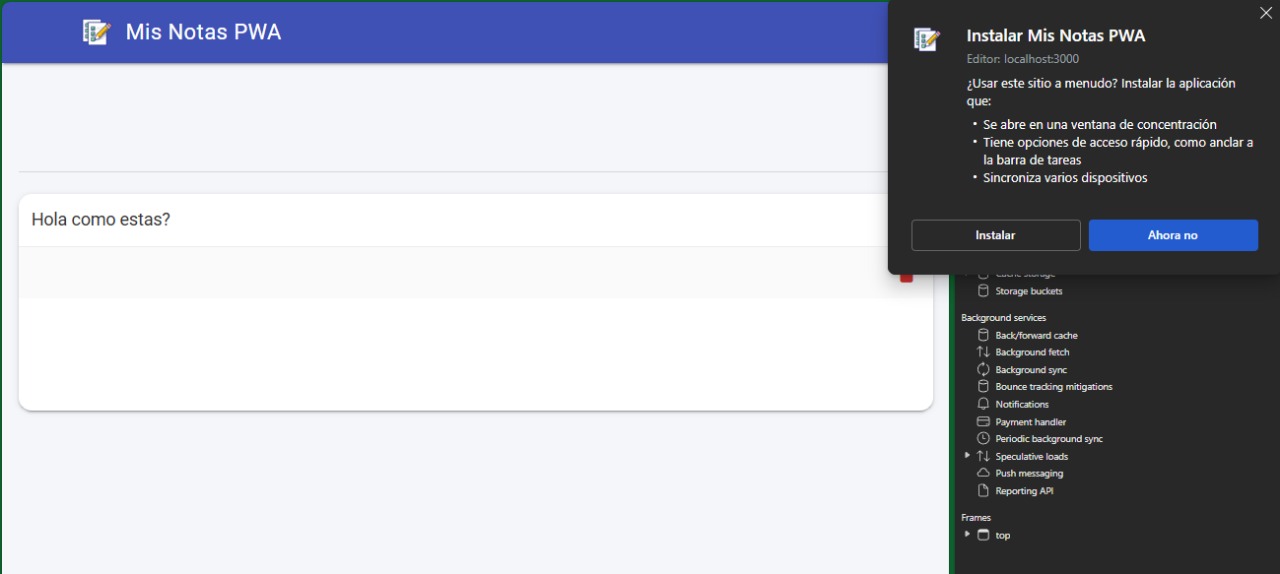 Mis Notas PWA
Hola como estas?
Instalar Mis Notas PWA
Editor: localhost:3000
¿Usar este sitio a menudo? Instalar la aplicación
que:
• Se abre en una ventana de concentración
• Tiene opciones de acceso rápido, como anclar a
la barra de tareas
• Sincroniza varios dispositivos
Instalar
Ahora no
Cache storage
Storage buckets
Background services
Back/forward cache
Background fetch
Background sync
Bounce tracking mitigations
Notifications
Payment handler
Periodic background sync
Speculative loads
Push messaging
Reporting API
Frames
top